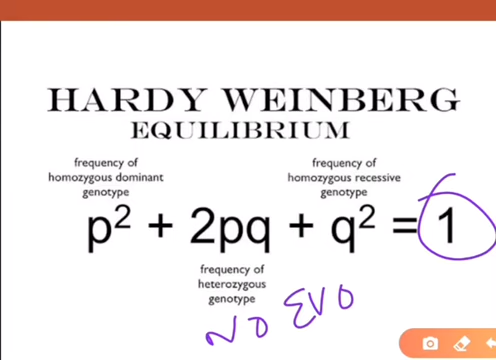 HARDY WEINBERG
EQUILIBRIUM
frequency of
homozygous dominant
genotype
frequency of
homozygous recessive
genotype
p² + 2pq + q² = 1
frequency of
heterozygous
genotype
NO EVO